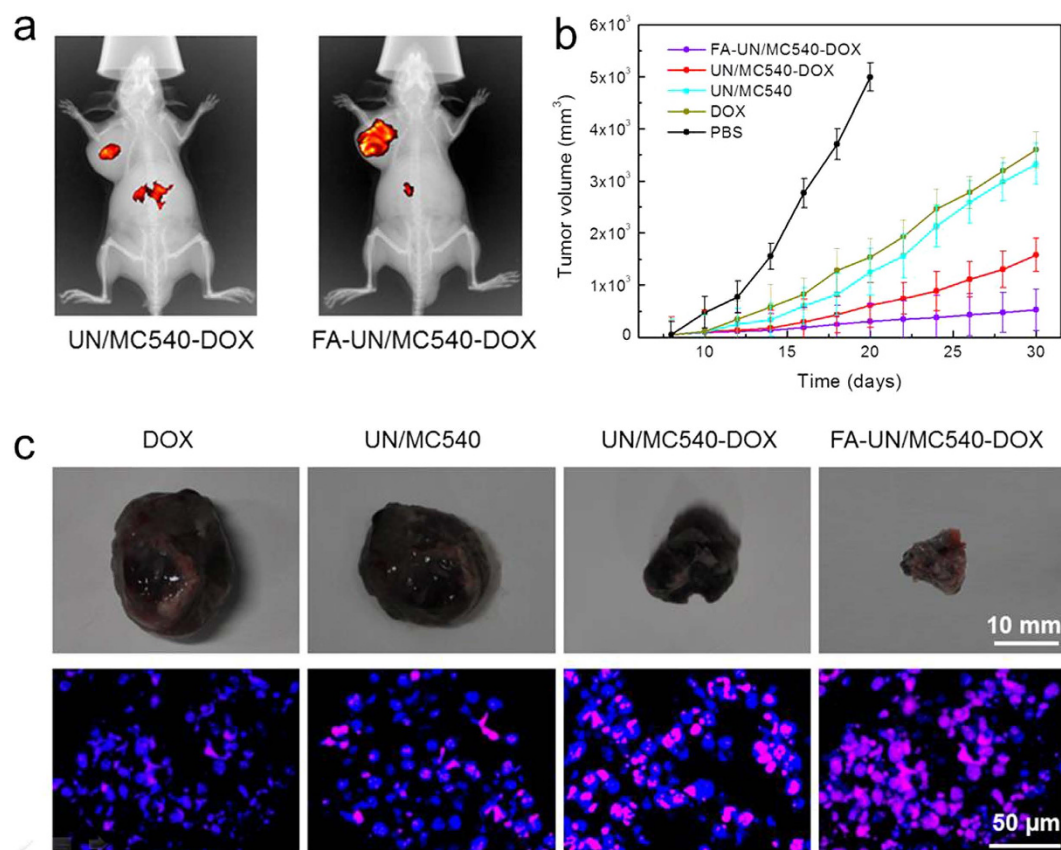 a
UN/MC540-DOX
FA-UN/MC540-DOX
b
Tumor volume (mm³)
6x10³
5x10³
4x10³
3x10³
2x10³
1x10³
0
FA-UN/MC540-DOX
UN/MC540-DOX
UN/MC540
DOX
PBS
10
15
20
25
30
Time (days)
c
DOX
UN/MC540
UN/MC540-DOX
FA-UN/MC540-DOX
10 mm
50 µm